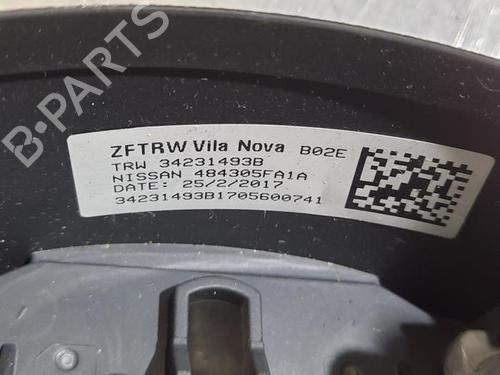 B-PARTS
ZFTRW Vila Nova B02E
TRW 34231493B
NISSAN 484305FA1A
DATE: 25/2/2017
34231493B1705600741